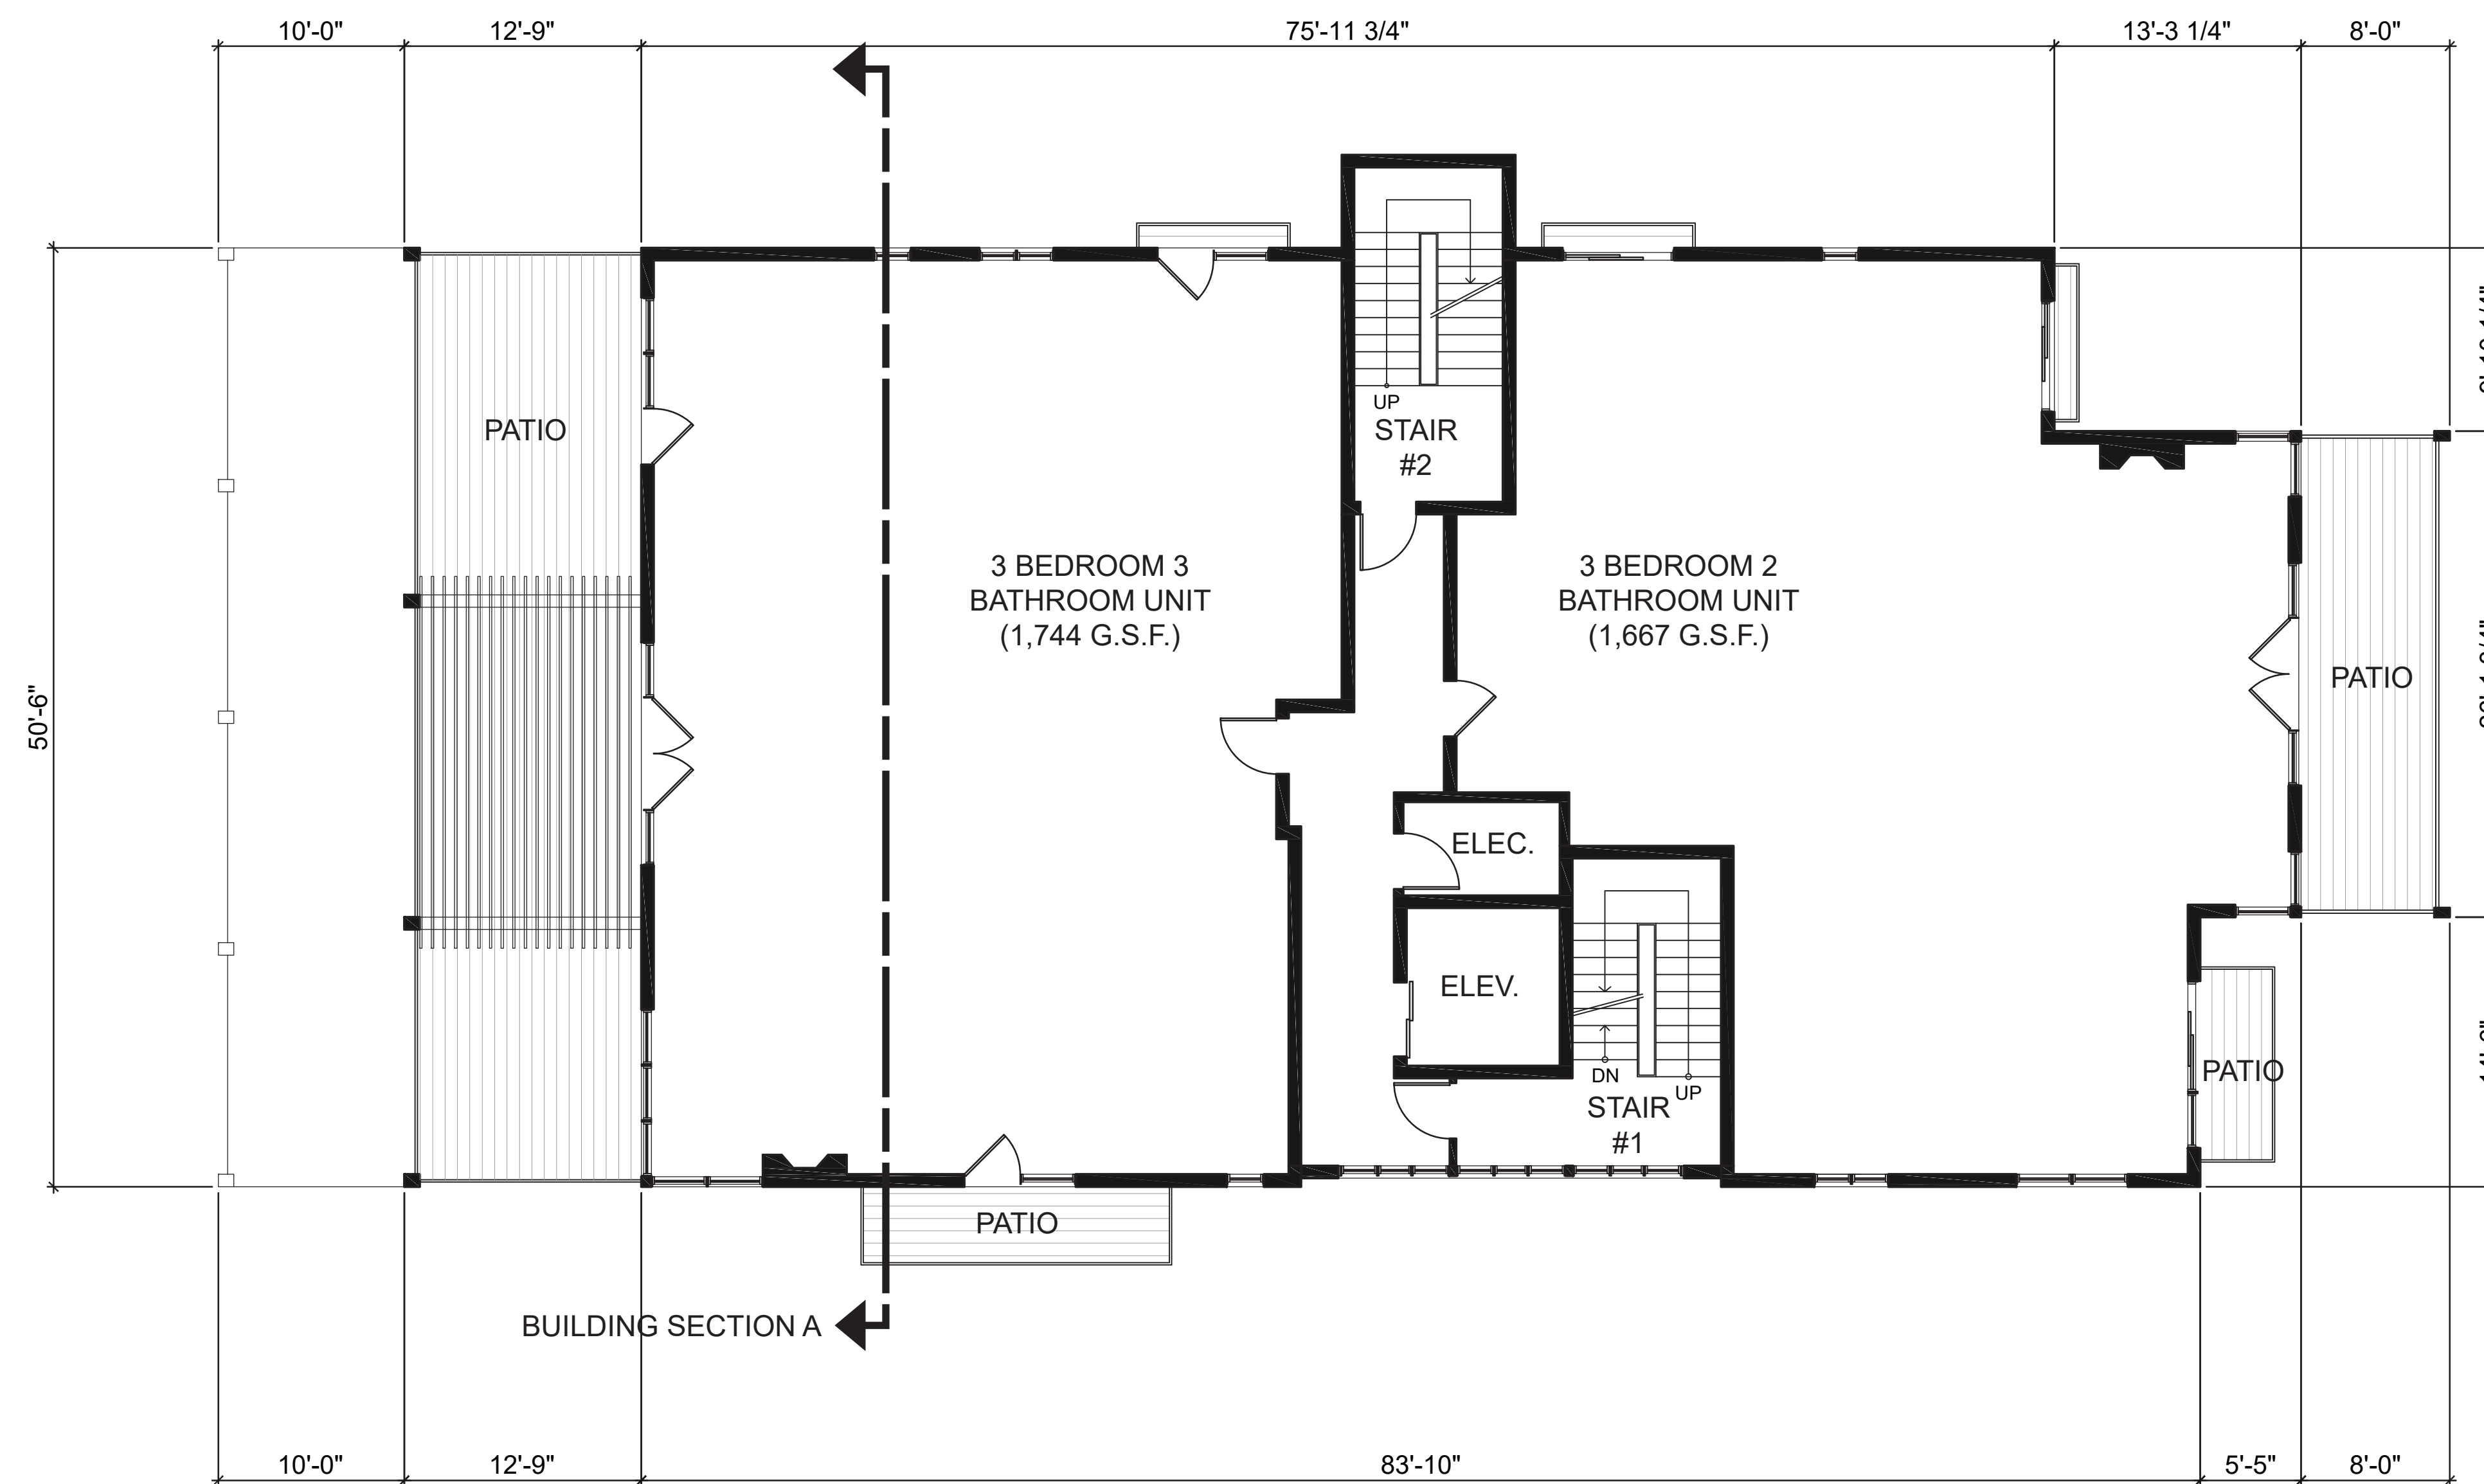 10'-0"
12'-9"
75'-11 3/4"
13'-3 1/4"
8'-0"
PATIO
UP
STAIR
#2
3 BEDROOM 3
BATHROOM UNIT
(1,744 G.S.F.)
3 BEDROOM 2
BATHROOM UNIT
(1,667 G.S.F.)
PATIO
50'-6"
ELEC.
ELEV.
DN
UP
STAIR
#1
PATIO
PATIO
BUILDING SECTION A
10'-0"
12'-9"
83'-10"
5'-5"
8'-0"